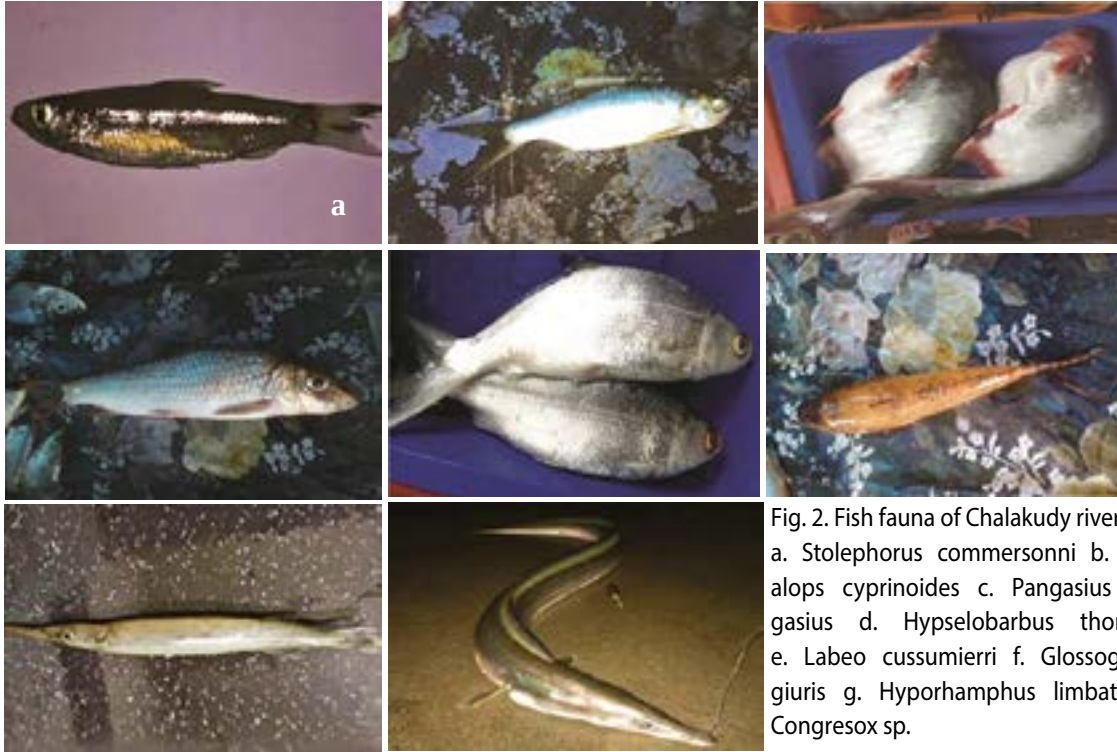 a
Fig. 2. Fish fauna of Chalakudy river
a. Stolephorus commersonni b.
alops cyprinoides c. Pangasius
gasius d. Hypselobarbus thor
e. Labeo cussumierri f. Glossog
giuris g. Hyporhamphus limbat
Congresox sp.